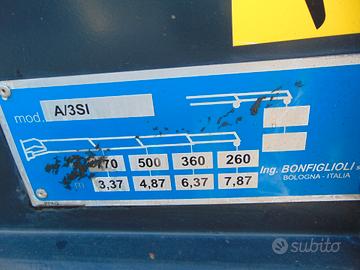 mod. A/3SI
500 360 260
m 3,37 4,87 6,37 7,87
Ing. BONFIGLIOLI
BOLOGNA - ITALIA
subito